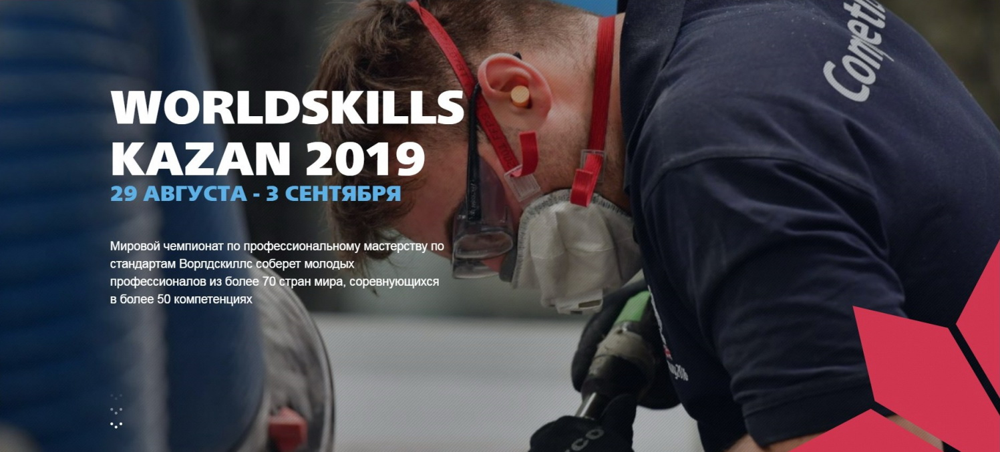 WORLDSKILLS
KAZAN 2019
29 АВГУСТА - 3 СЕНТЯБРЯ
Мировой чемпионат по профессиональному мастерству по
стандартам Ворлдскиллс соберет молодых
профессионалов из более 70 стран мира, соревнующихся
в более 50 компетенциях